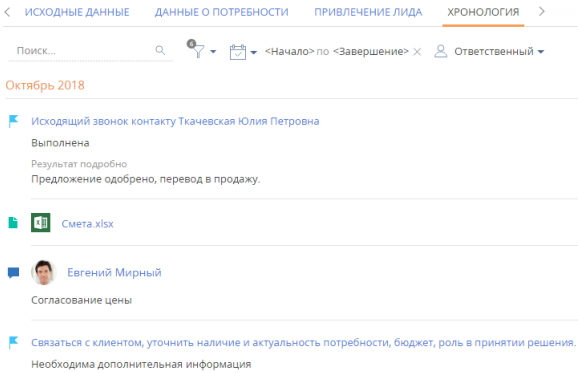 ИСХОДНЫЕ ДАННЫЕ ДАННЫЕ О ПОТРЕБНОСТИ ПРИВЛЕЧЕНИЕ ЛИДА ХРОНОЛОГИЯ
Поиск... 6 <Начало> по <Завершение> Ответственный
Октябрь 2018
Исходящий звонок контакту Ткачевская Юлия Петровна
Выполнена
Результат подробно
Предложение одобрено, перевод в продажу.
Смета.xlsx
Евгений Мирный
Согласование цены
Связаться с клиентом, уточнить наличие и актуальность потребности, бюджет, роль в принятии решения.
Необходима дополнительная информация